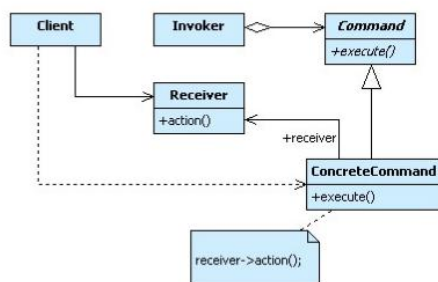 Client
Invoker
Command
+execute()
Receiver
+action()
+receiver
ConcreteCommand
+execute()
receiver->action();